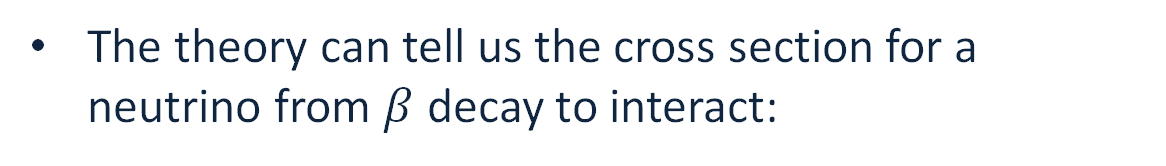 • The theory can tell us the cross section for a
neutrino from β decay to interact: